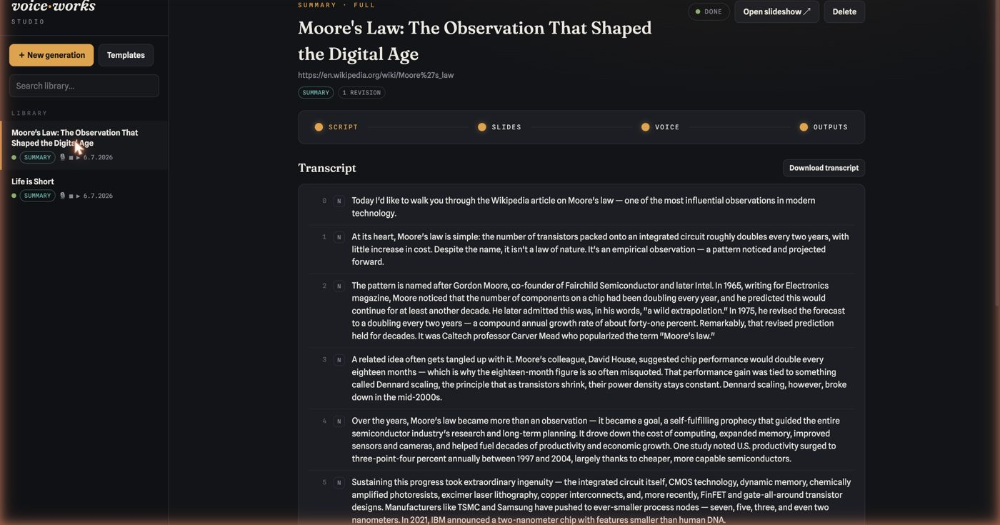 voice·works
STUDIO
+ New generation
Templates
Search library...
LIBRARY
Moore's Law: The Observation That
Shaped the Digital Age
SUMMARY 6.7.2026
Life is Short
SUMMARY 6.7.2026
SUMMARY · FULL
DONE
Open slideshow ↗
Delete
Moore's Law: The Observation That Shaped
the Digital Age
https://en.wikipedia.org/wiki/Moore%27s_law
SUMMARY
1 REVISION
SCRIPT
SLIDES
VOICE
OUTPUTS
Transcript
Download transcript
0 N Today I'd like to walk you through the Wikipedia article on Moore's law — one of the most influential observations in modern
technology.
1 N At its heart, Moore's law is simple: the number of transistors packed onto an integrated circuit roughly doubles every two years, with
little increase in cost. Despite the name, it isn't a law of nature. It's an empirical observation — a pattern noticed and projected
forward.
2 N The pattern is named after Gordon Moore, co-founder of Fairchild Semiconductor and later Intel. In 1965, writing for Electronics
magazine, Moore noticed that the number of components on a chip had been doubling every year, and he predicted this would
continue for at least another decade. He later admitted this was, in his words, "a wild extrapolation." In 1975, he revised the forecast
to a doubling every two years — a compound annual growth rate of about forty-one percent. Remarkably, that revised prediction
held for decades. It was Caltech professor Carver Mead who popularized the term "Moore's law."
3 N A related idea often gets tangled up with it. Moore's colleague, David House, suggested chip performance would double every
eighteen months — which is why the eighteen-month figure is so often misquoted. That performance gain was tied to something
called Dennard scaling, the principle that as transistors shrink, their power density stays constant. Dennard scaling, however, broke
down in the mid-2000s.
4 N Over the years, Moore's law became more than an observation — it became a goal, a self-fulfilling prophecy that guided the entire
semiconductor industry's research and long-term planning. It drove down the cost of computing, expanded memory, improved
sensors and cameras, and helped fuel decades of productivity and economic growth. One study noted U.S. productivity surged to
three-point-four percent annually between 1997 and 2004, largely thanks to cheaper, more capable semiconductors.
5 N Sustaining this progress took extraordinary ingenuity — the integrated circuit itself, CMOS technology, dynamic memory, chemically
amplified photoresists, excimer laser lithography, copper interconnects, and, more recently, FinFET and gate-all-around transistor
designs. Manufacturers like TSMC and Samsung have pushed to ever-smaller process nodes — seven, five, three, and even two
nanometers. In 2021, IBM announced a two-nanometer chip with features smaller than human DNA.